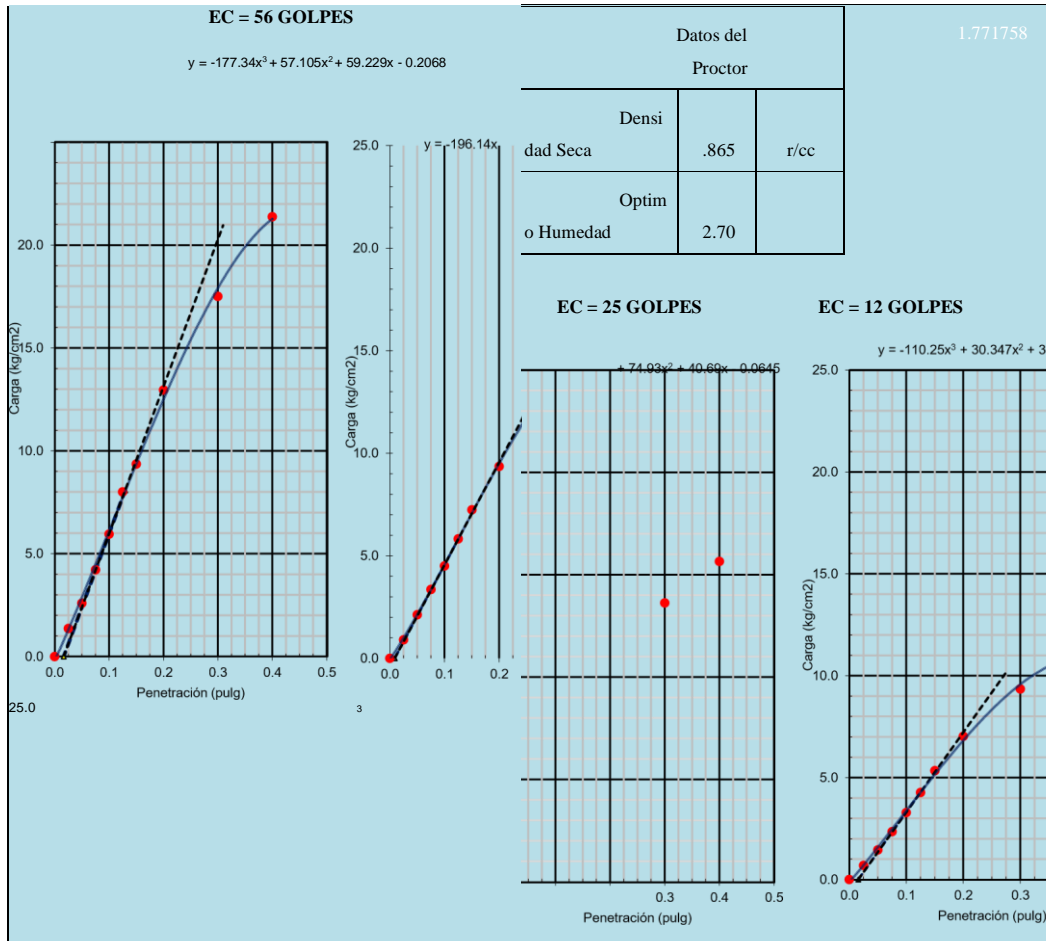 EC = 56 GOLPES
y = -177.34x³ + 57.105x² + 59.229x - 0.2068
Datos del
Proctor
1.771758
Densi
dad Seca .865 r/cc
Optim
o Humedad 2.70
20.0
15.0
10.0
5.0
0.0
Carga (kg/cm2)
0.0 0.1 0.2 0.3 0.4 0.5
Penetración (pulg)
25.0
3
y = -196.14x
25.0
20.0
15.0
10.0
5.0
0.0
Carga (kg/cm2)
0.0 0.1 0.2
EC = 25 GOLPES
+ 74.93x² + 40.69x - 0.0645
0.3 0.4 0.5
Penetración (pulg)
EC = 12 GOLPES
y = -110.25x³ + 30.347x² + 3
25.0
20.0
15.0
10.0
5.0
0.0
Carga (kg/cm2)
0.0 0.1 0.2 0.3
Penetración (pulg)